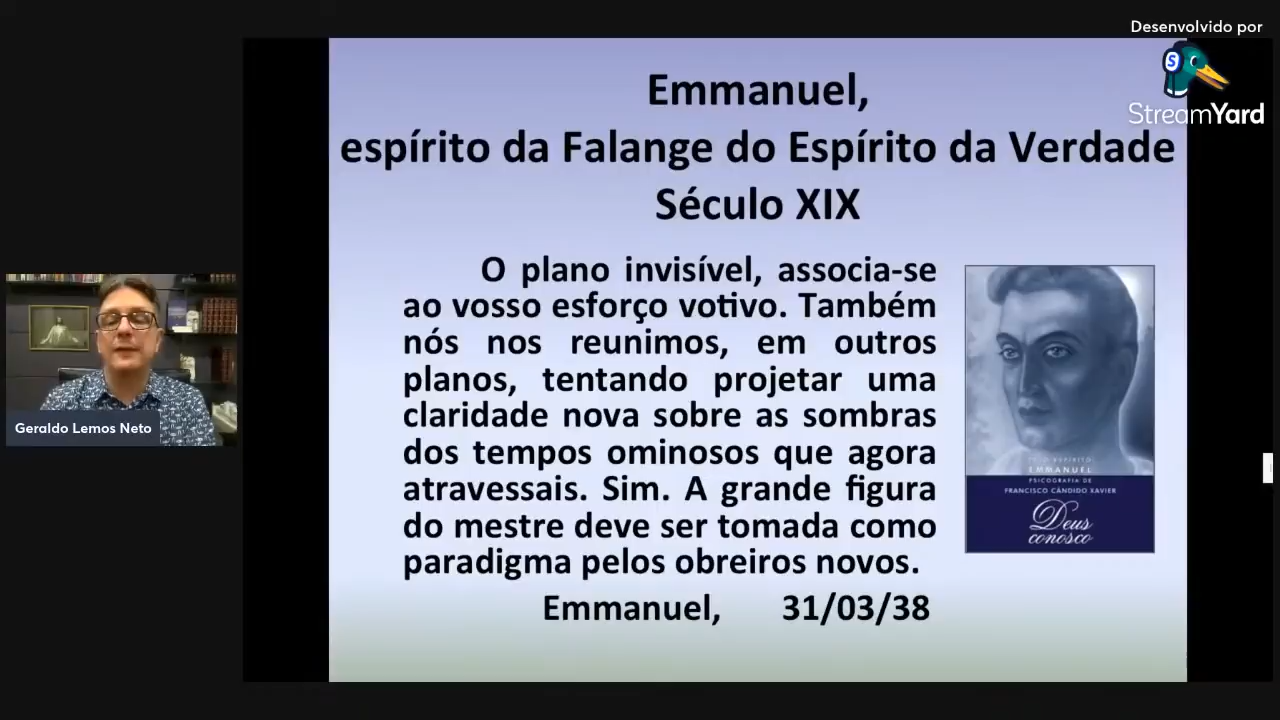 Desenvolvido por
StreamYard
Emmanuel,
espírito da Falange do Espírito da Verdade
Século XIX
O plano invisível, associa-se
ao vosso esforço votivo. Também
nós nos reunimos, em outros
planos, tentando projetar uma
claridade nova sobre as sombras
dos tempos ominosos que agora
atravessais. Sim. A grande figura
do mestre deve ser tomada como
paradigma pelos obreiros novos.
Emmanuel, 31/03/38
PELO ESPÍRITO
EMMANUEL
PSICOGRAFIA DE
FRANCISCO CÂNDIDO XAVIER
Deus
conosco
Geraldo Lemos Neto